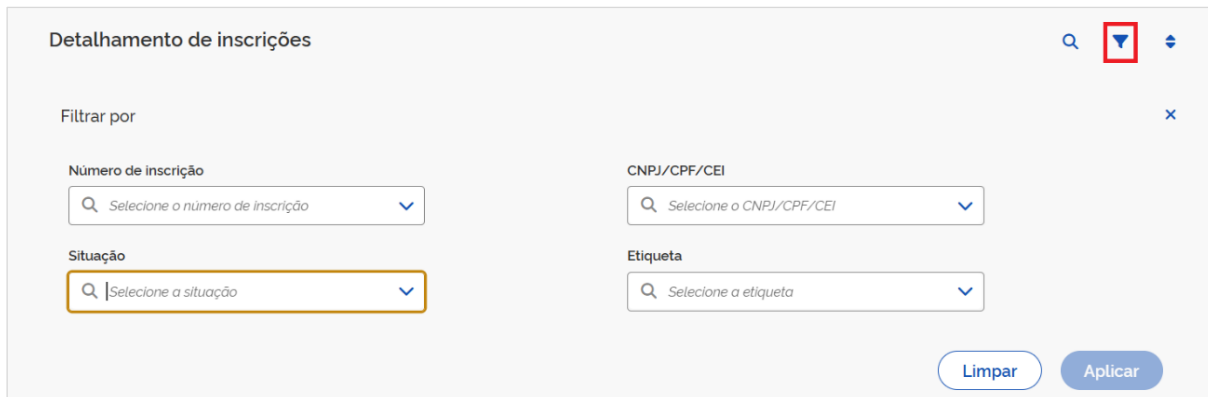 Detalhamento de inscrições
Filtrar por
Número de inscrição
Selecione o número de inscrição
CNPJ/CPF/CEI
Selecione o CNPJ/CPF/CEI
Situação
Selecione a situação
Etiqueta
Selecione a etiqueta
Limpar
Aplicar